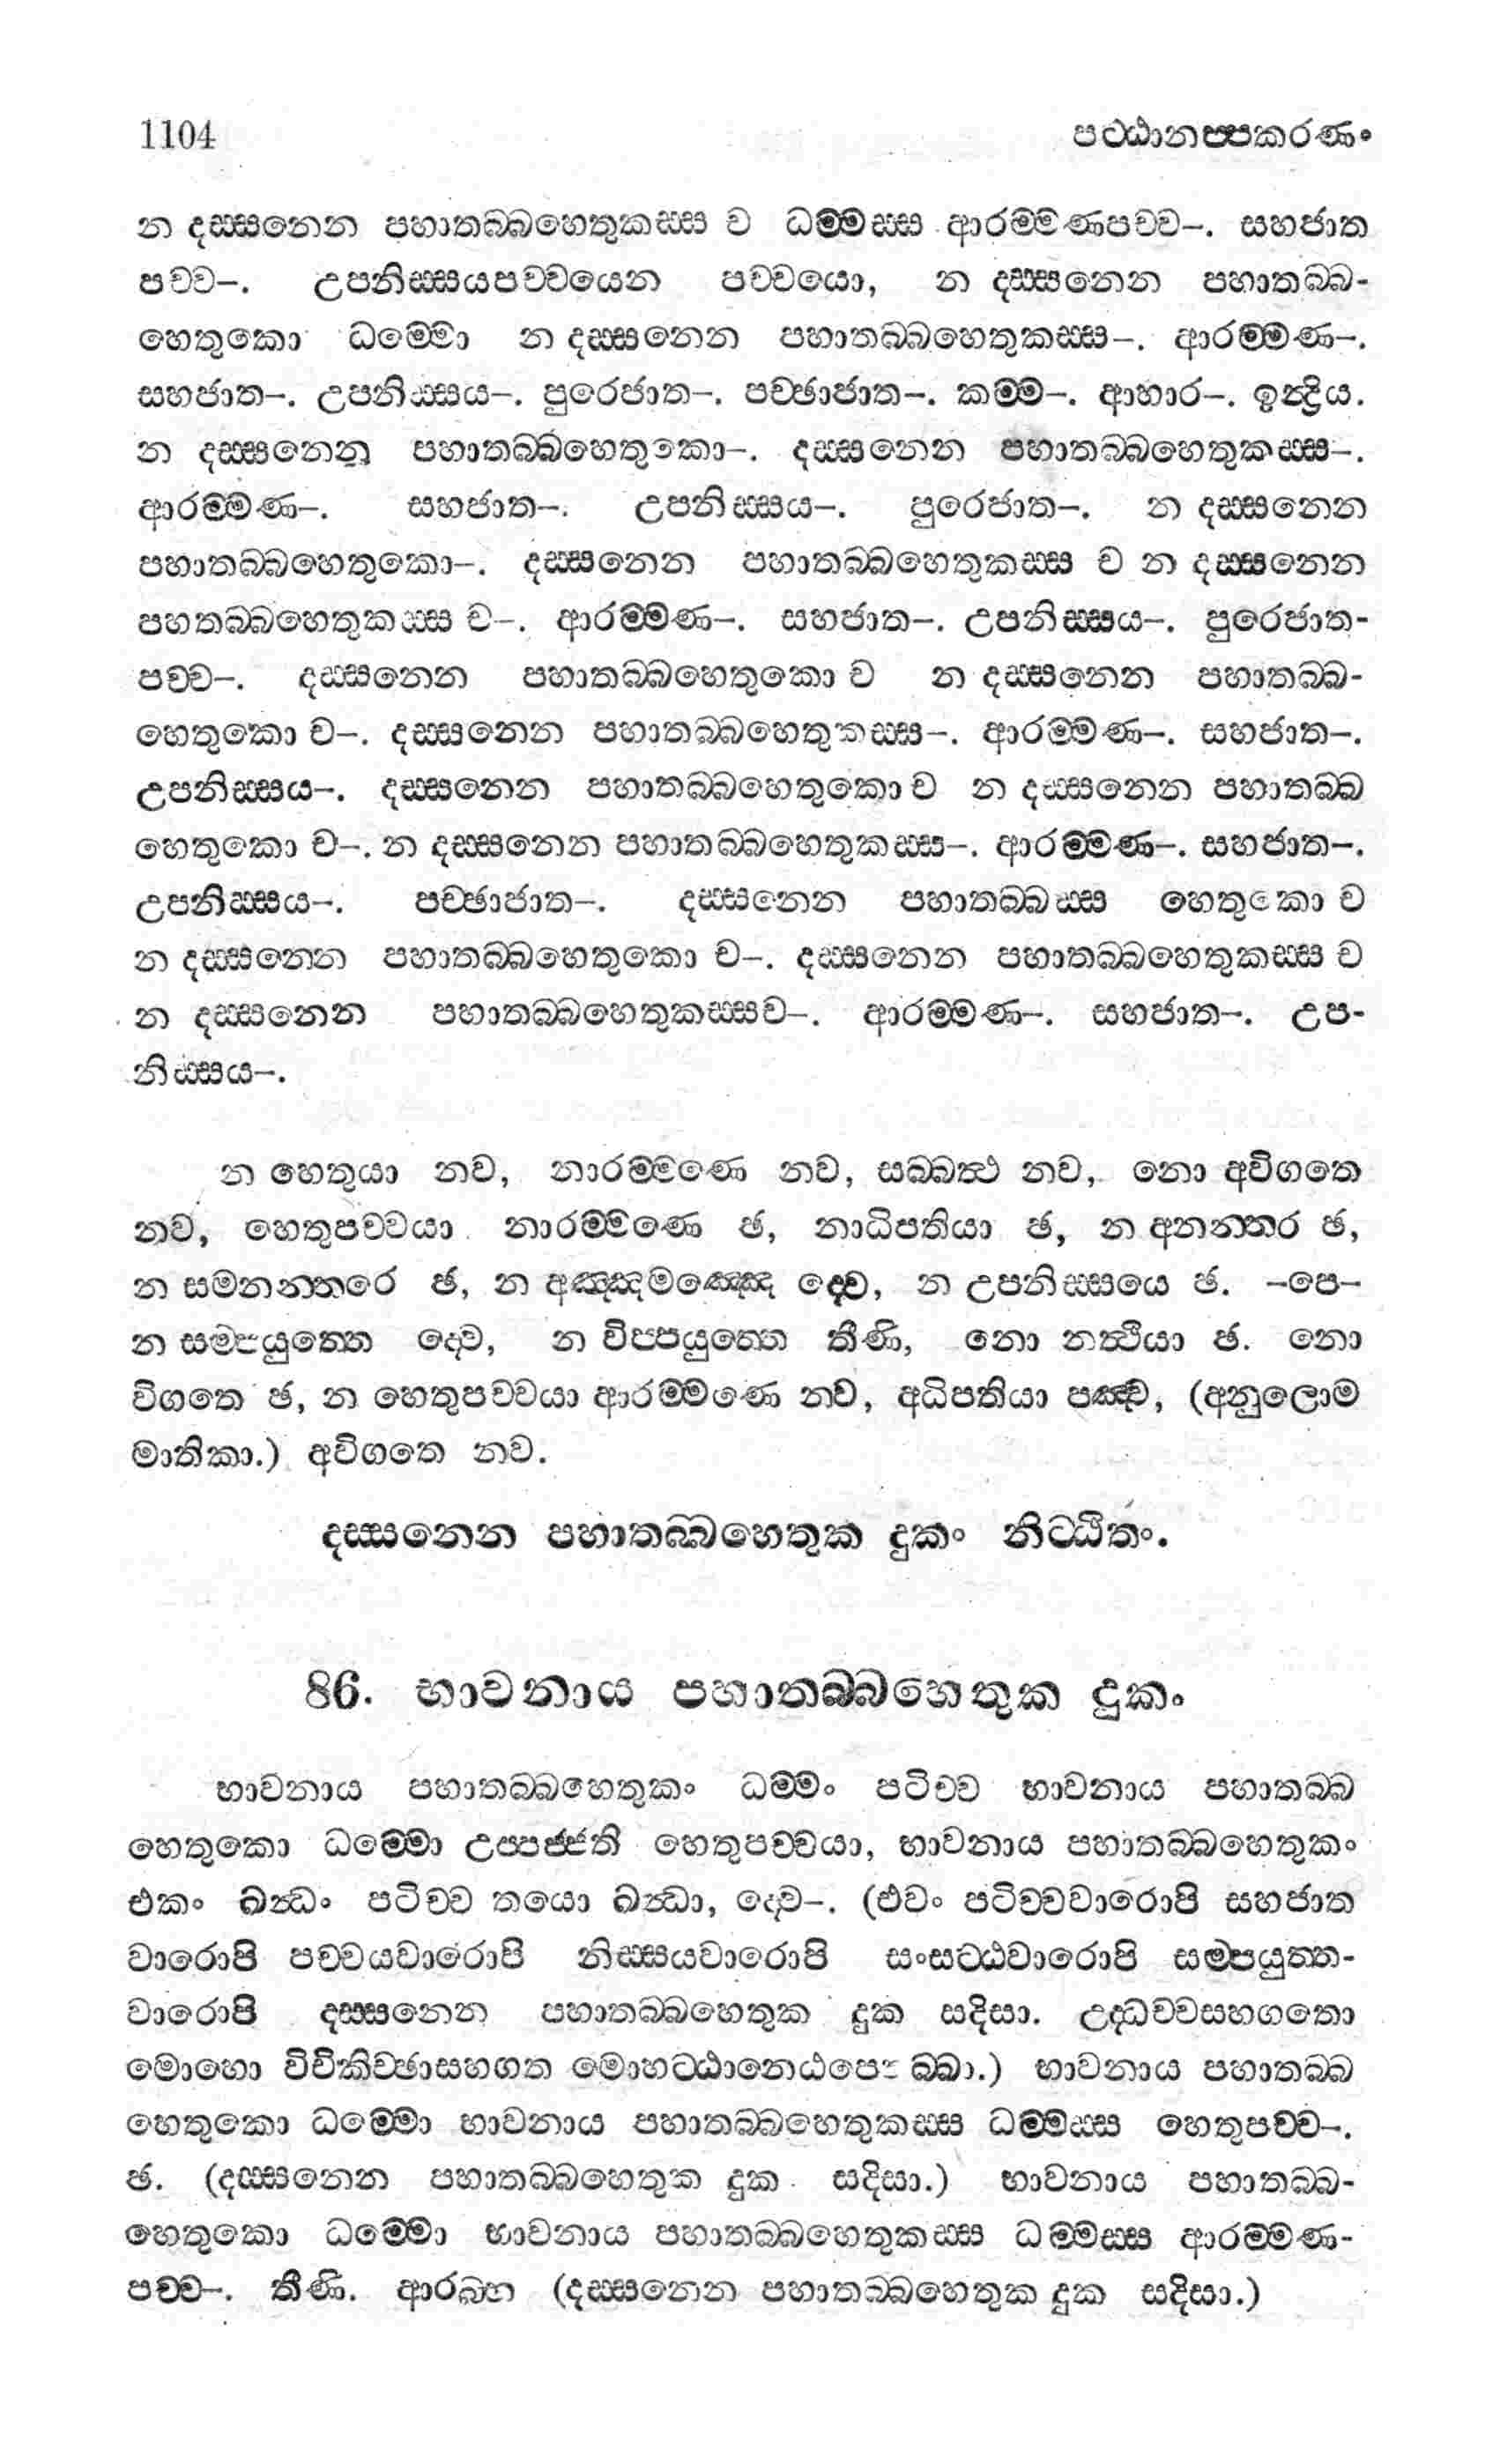 1104 පට්ඨානප්පකරණං
න දස්සනෙන පහාතබ්බහෙතුකස්ස ච ධම්මස්ස ආරම්මණපච්ච–. සහජාත
පච්ච–. උපනිස්සයපච්චයෙන පච්චයො, න දස්සනෙන පහාතබ්බ-
හෙතුකො ධම්මො න දස්සනෙන පහාතබ්බහෙතුකස්ස–. ආරම්මණ–.
සහජාත–. උපනිස්සය–. පුරෙජාත–. පච්ඡාජාත–. කම්ම–. ආහාර–. ඉන්ද්‍රිය.
න දස්සනෙන පහාතබ්බහෙතුකො–. දස්සනෙන පහාතබ්බහෙතුකස්ස–.
ආරම්මණ–. සහජාත–. උපනිස්සය–. පුරෙජාත–. න දස්සනෙන
පහාතබ්බහෙතුකො–. දස්සනෙන පහාතබ්බහෙතුකස්ස ච න දස්සනෙන
පහතබ්බහෙතුකස්ස ච–. ආරම්මණ–. සහජාත–. උපනිස්සය–. පුරෙජාත-
පච්ච–. දස්සනෙන පහාතබ්බහෙතුකො ච න දස්සනෙන පහාතබ්බ-
හෙතුකො ච–. දස්සනෙන පහාතබ්බහෙතුකස්ස–. ආරම්මණ–. සහජාත–.
උපනිස්සය–. දස්සනෙන පහාතබ්බහෙතුකො ච න දස්සනෙන පහාතබ්බ
හෙතුකො ච–. න දස්සනෙන පහාතබ්බහෙතුකස්ස–. ආරම්මණ–. සහජාත–.
උපනිස්සය–. පච්ඡාජාත–. දස්සනෙන පහාතබ්බස්ස හෙතුකො ච
න දස්සනෙන පහාතබ්බහෙතුකො ච–. දස්සනෙන පහාතබ්බහෙතුකස්ස ච
න දස්සනෙන පහාතබ්බහෙතුකස්සච–. ආරම්මණ–. සහජාත–. උප-
නිස්සය–.
න හෙතුයා නව, නාරම්මණෙ නව, සබ්බත්ථ නව, නො අවිගතෙ
නව, හෙතුපච්චයා නාරම්මණෙ ඡ, නාධිපතියා ඡ, න අනන්තර ඡ,
න සමනන්තරෙ ඡ, න අඤ්ඤමඤ්ඤෙ ද්වෙ, න උපනිස්සයෙ ඡ. –පෙ–
න සම්පයුත්තෙ ද්වෙ, න විප්පයුත්තෙ තීණි, නො නත්ථියා ඡ. නො
විගතෙ ඡ, න හෙතුපච්චයා ආරම්මණෙ නව, අධිපතියා පඤ්ච, (අනුලොම
මාතිකා.) අවිගතෙ නව.
දස්සනෙන පහාතබ්බහෙතුක දුකං නිට්ඨිතං.
86. භාවනාය පහාතබ්බහෙතුක දුකං
භාවනාය පහාතබ්බහෙතුකං ධම්මං පටිච්ච භාවනාය පහාතබ්බ
හෙතුකො ධම්මො උප්පජ්ජති හෙතුපච්චයා, භාවනාය පහාතබ්බහෙතුකං
එකං ඛන්ධං පටිච්ච තයො ඛන්ධා, ද්වෙ–. (එවං පටිච්චවාරොපි සහජාත
වාරොපි පච්චයවාරොපි නිස්සයවාරොපි සංසට්ඨවාරොපි සම්පයුත්ත-
වාරොපි දස්සනෙන පහාතබ්බහෙතුක දුක සදිසා. උද්ධච්චසහගතො
මොහො විචිකිච්ඡාසහගත මොහට්ඨානෙඨපෙ බ්බා.) භාවනාය පහාතබ්බ
හෙතුකො ධම්මො භාවනාය පහාතබ්බහෙතුකස්ස ධම්මස්ස හෙතුපච්ච–.
ඡ. (දස්සනෙන පහාතබ්බහෙතුක දුක සදිසා.) භාවනාය පහාතබ්බ-
හෙතුකො ධම්මො භාවනාය පහාතබ්බහෙතුකස්ස ධම්මස්ස ආරම්මණ-
පච්ච–. තීණි. ආරබ්භ (දස්සනෙන පහාතබ්බහෙතුක දුක සදිසා.)